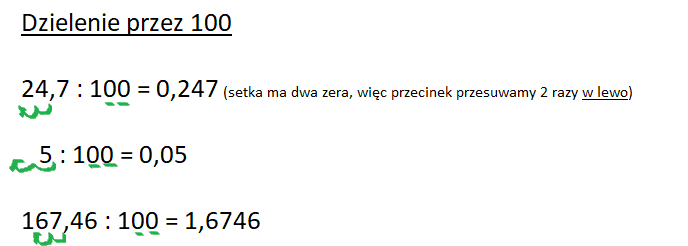 Dzielenie przez 100
24,7 : 100 = 0,247 (setka ma dwa zera, więc przecinek przesuwamy 2 razy w lewo)
5 : 100 = 0,05
167,46 : 100 = 1,6746